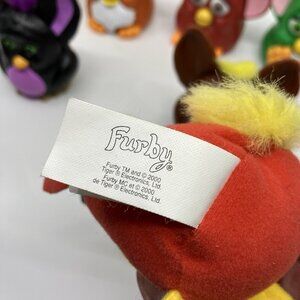 Furby®
Furby TM and © 2000
Tiger ® Electronics, Ltd.
Furby MC et © 2000
de Tiger ® Electronics, Ltd.